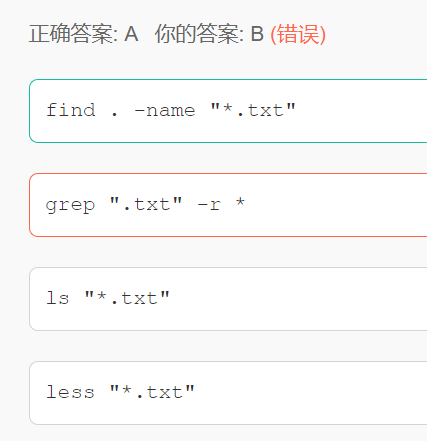 正确答案: A 你的答案: B (错误)
find . -name "*.txt"
grep ".txt" -r *
ls "*.txt"
less "*.txt"